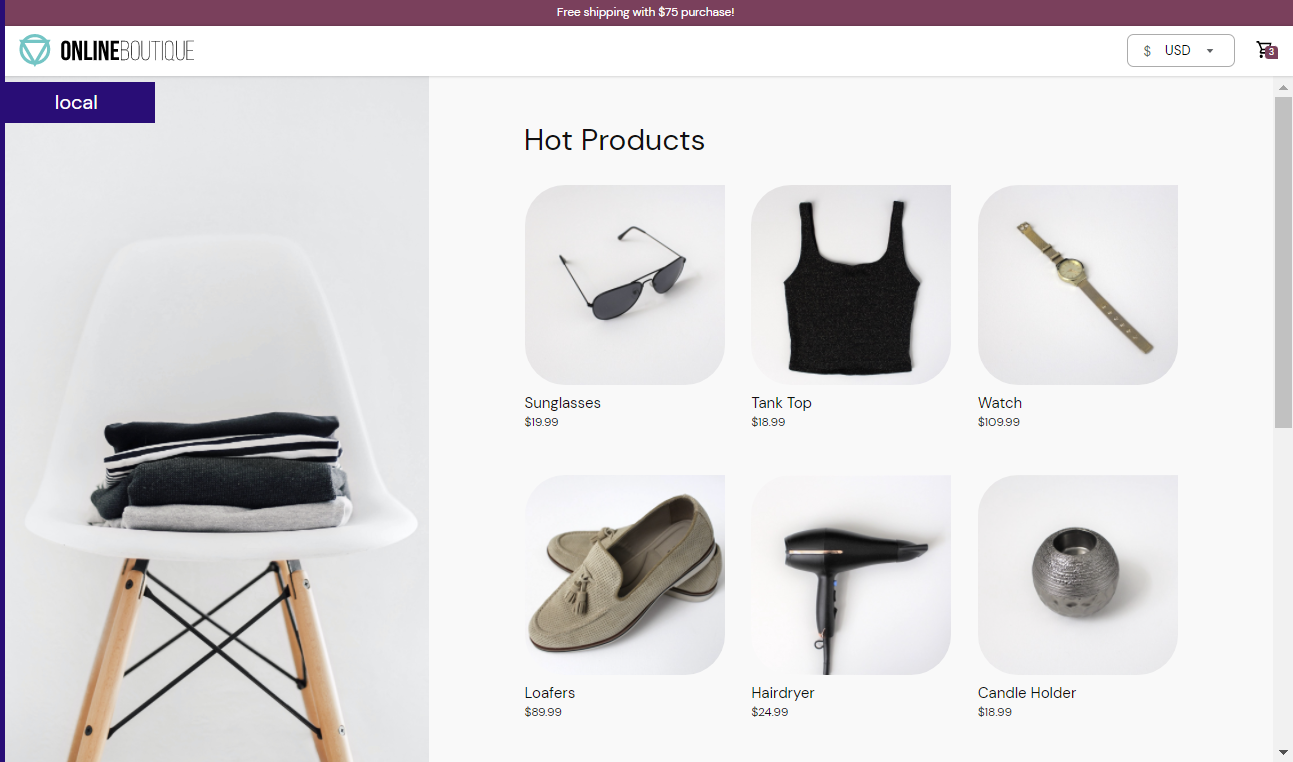 Free shipping with $75 purchase!
ONLINEBOUTIQUE
$ USD
3
local
Hot Products
Sunglasses
$19.99
Tank Top
$18.99
Watch
$109.99
Loafers
$89.99
Hairdryer
$24.99
Candle Holder
$18.99